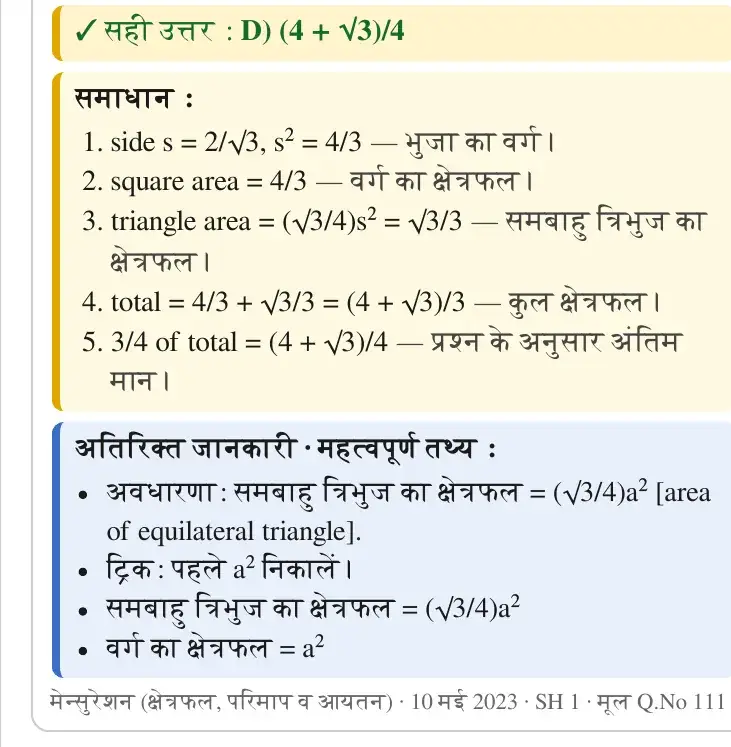 ✓ सही उत्तर : D) (4 + √3)/4
समाधान :
1. side s = 2/√3, s² = 4/3 — भुजा का वर्ग।
2. square area = 4/3 — वर्ग का क्षेत्रफल।
3. triangle area = (√3/4)s² = √3/3 — समबाहु त्रिभुज का
क्षेत्रफल।
4. total = 4/3 + √3/3 = (4 + √3)/3 — कुल क्षेत्रफल।
5. 3/4 of total = (4 + √3)/4 — प्रश्न के अनुसार अंतिम
मान।
अतिरिक्त जानकारी · महत्वपूर्ण तथ्य :
• अवधारणा : समबाहु त्रिभुज का क्षेत्रफल = (√3/4)a² [area
of equilateral triangle].
• ट्रिक : पहले a² निकालें।
• समबाहु त्रिभुज का क्षेत्रफल = (√3/4)a²
• वर्ग का क्षेत्रफल = a²
मेन्सुरेशन (क्षेत्रफल, परिमाप व आयतन) · 10 मई 2023 · SH 1 · मूल Q.No 111